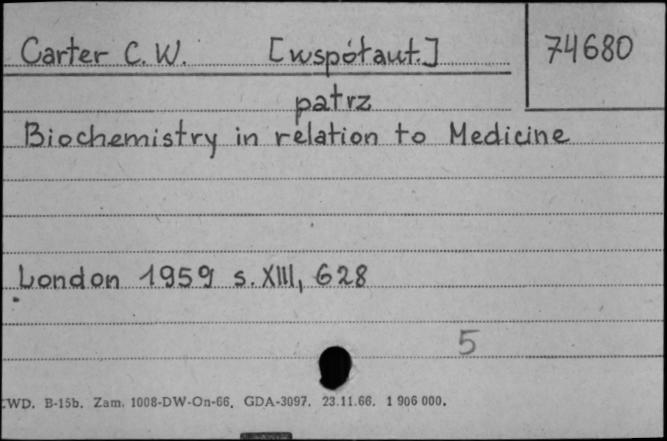 Carter C. W. [współaut.] 74680
patrz
Biochemistry in relation to Medicine
London 1959 s. XIII, 628
5
WD. B-15b. Zam. 1008-DW-On-66. GDA-3097. 23.11.66. 1 906 000.